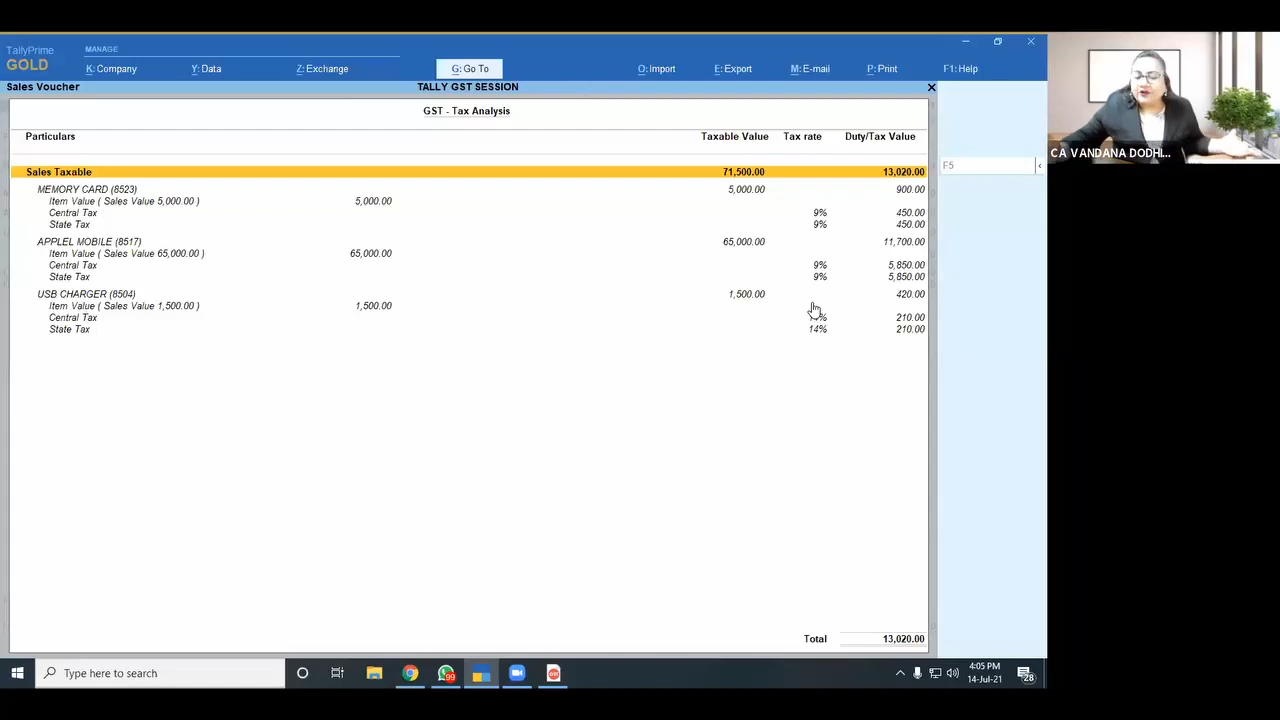 TallyPrime
GOLD
MANAGE
K: Company
Y: Data
Z: Exchange
G: Go To
O: Import
E: Export
M: E-mail
P: Print
F1: Help
Sales Voucher
TALLY GST SESSION
GST - Tax Analysis
Particulars Taxable Value Tax rate Duty/Tax Value
Sales Taxable 71,500.00 13,020.00
MEMORY CARD (8523) 5,000.00 900.00
Item Value ( Sales Value 5,000.00 ) 5,000.00
Central Tax 9% 450.00
State Tax 9% 450.00
APPLEL MOBILE (8517) 65,000.00 11,700.00
Item Value ( Sales Value 65,000.00 ) 65,000.00
Central Tax 9% 5,850.00
State Tax 9% 5,850.00
USB CHARGER (8504) 1,500.00 420.00
Item Value ( Sales Value 1,500.00 ) 1,500.00
Central Tax 210.00
State Tax 14% 210.00
Total 13,020.00
F5
CA VANDANA DODHI...
Type here to search
99
4:05 PM
14-Jul-21
28